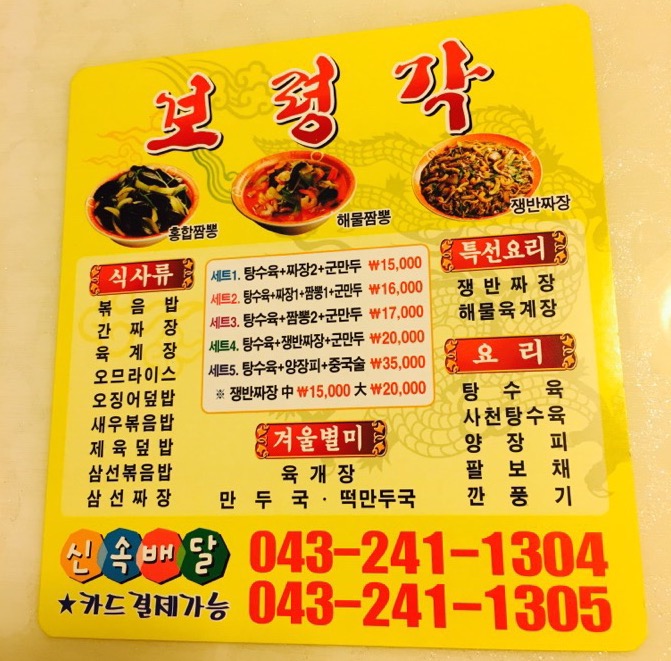 보령각
홍합짬뽕
해물짬뽕
쟁반짜장
식사류
볶음밥
간짜장
육계장
오므라이스
오징어덮밥
새우볶음밥
제육덮밥
삼선볶음밥
삼선짜장
세트1. 탕수육+짜장2+군만두 ₩15,000
세트2. 탕수육+짜장1+짬뽕1+군만두 ₩16,000
세트3. 탕수육+짬뽕2+군만두 ₩17,000
세트4. 탕수육+쟁반짜장+군만두 ₩20,000
세트5. 탕수육+양장피+중국술 ₩35,000
※ 쟁반짜장 中 ₩15,000 大 ₩20,000
겨울별미
육개장
만두국 · 떡만두국
특선요리
쟁반짜장
해물육계장
요리
탕수육
사천탕수육
양장피
팔보채
깐풍기
신속배달
★카드결제가능
043-241-1304
043-241-1305